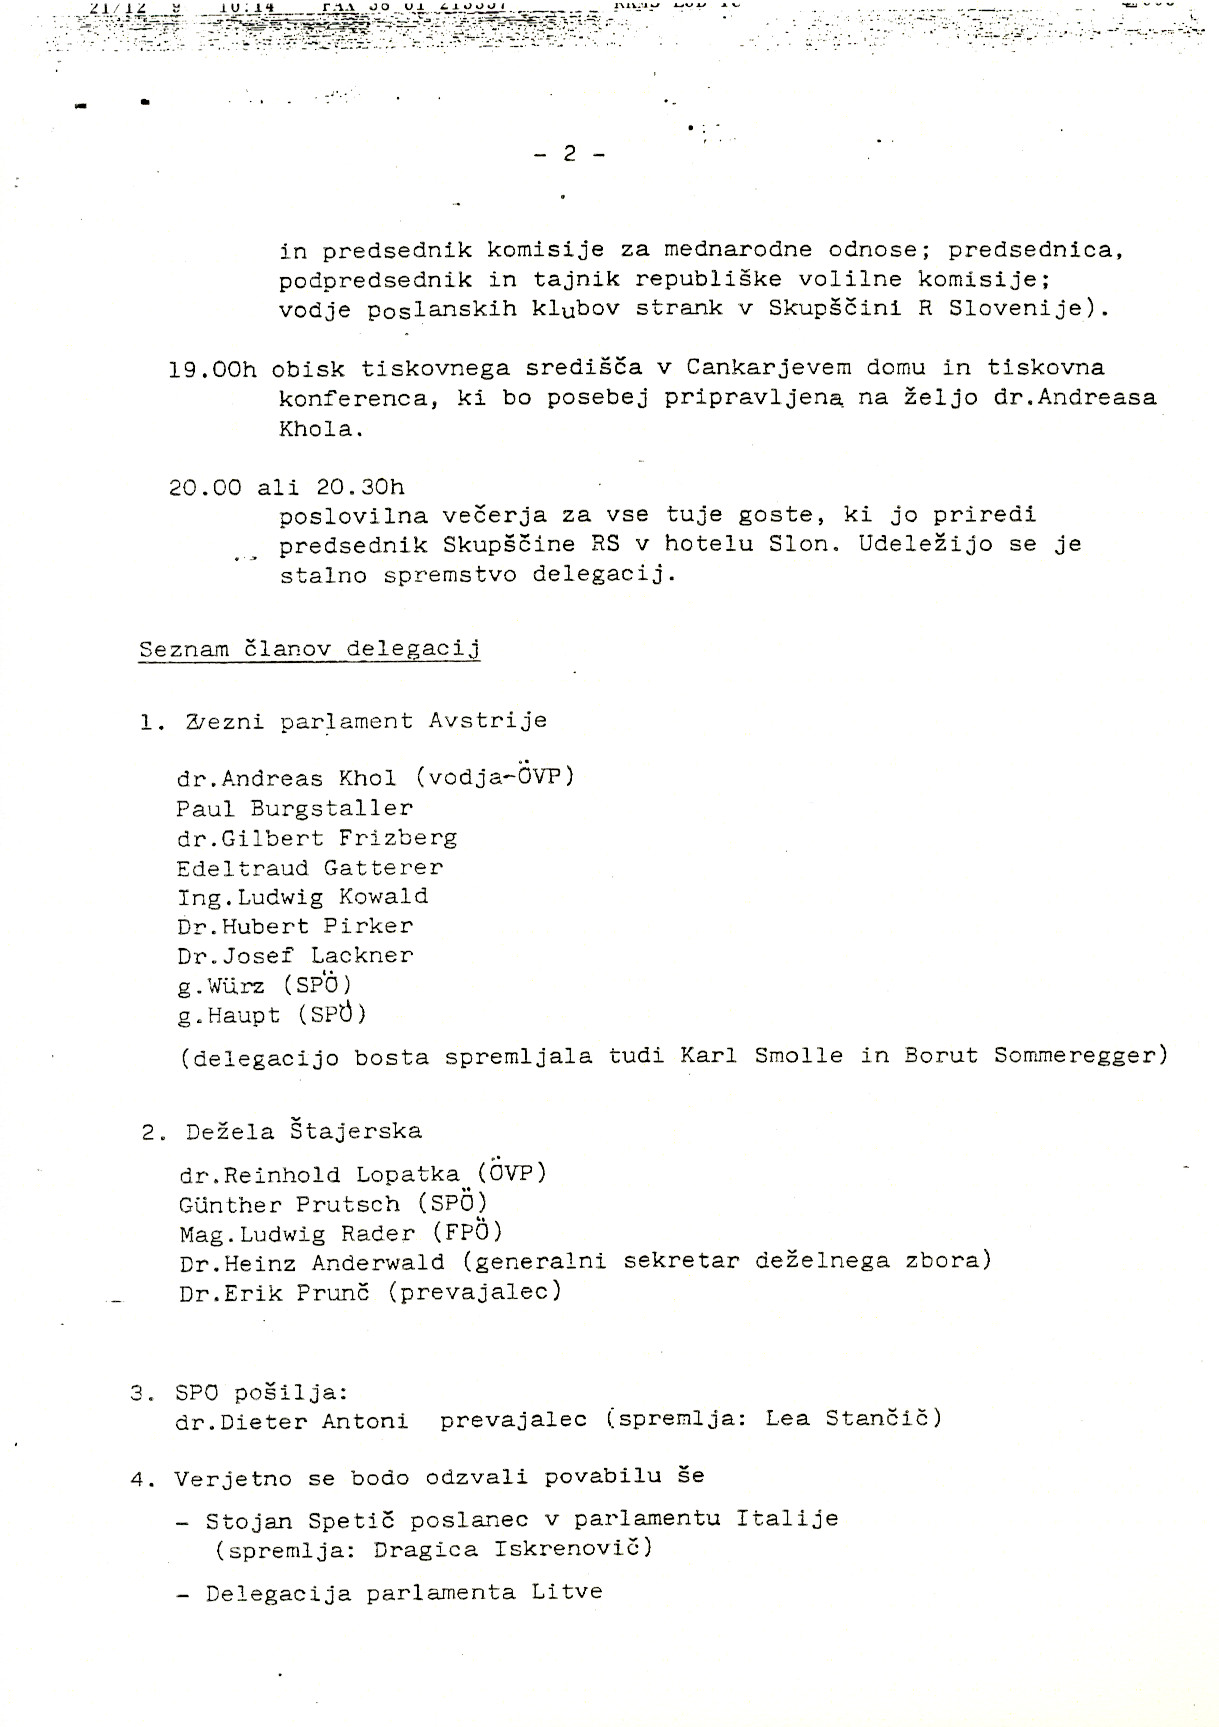 21/12 10:14
- 2 -
in predsednik komisije za mednarodne odnose; predsednica,
podpredsednik in tajnik republiške volilne komisije;
vodje poslanskih klubov strank v Skupščini R Slovenije).
19.00h obisk tiskovnega središča v Cankarjevem domu in tiskovna
konferenca, ki bo posebej pripravljena na željo dr.Andreasa
Khola.
20.00 ali 20.30h
poslovilna večerja za vse tuje goste, ki jo priredi
predsednik Skupščine RS v hotelu Slon. Udeležijo se je
stalno spremstvo delegacij.
Seznam članov delegacij
1. Zvezni parlament Avstrije
dr.Andreas Khol (vodja-ÖVP)
Paul Burgstaller
dr.Gilbert Frizberg
Edeltraud Gatterer
Ing.Ludwig Kowald
Dr.Hubert Pirker
Dr.Josef Lackner
g.Würz (SPÖ)
g.Haupt (SPÖ)
(delegacijo bosta spremljala tudi Karl Smolle in Borut Sommeregger)
2. Dežela Štajerska
dr.Reinhold Lopatka (ÖVP)
Günther Prutsch (SPÖ)
Mag.Ludwig Rader (FPÖ)
Dr.Heinz Anderwald (generalni sekretar deželnega zbora)
Dr.Erik Prunč (prevajalec)
3. SPO pošilja:
dr.Dieter Antoni prevajalec (spremlja: Lea Stančič)
4. Verjetno se bodo odzvali povabilu še
- Stojan Spetič poslanec v parlamentu Italije
(spremlja: Dragica Iskrenovič)
- Delegacija parlamenta Litve